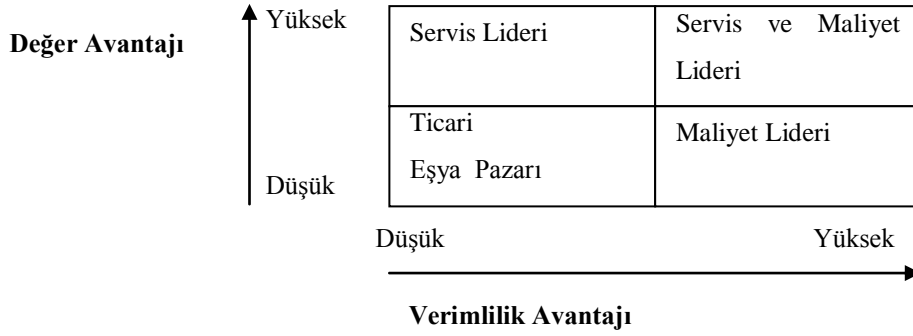 Yüksek
Değer Avantajı
Servis Lideri
Servis ve Maliyet
Lideri
Ticari
Eşya Pazarı
Maliyet Lideri
Düşük
Düşük
Yüksek
Verimlilik Avantajı